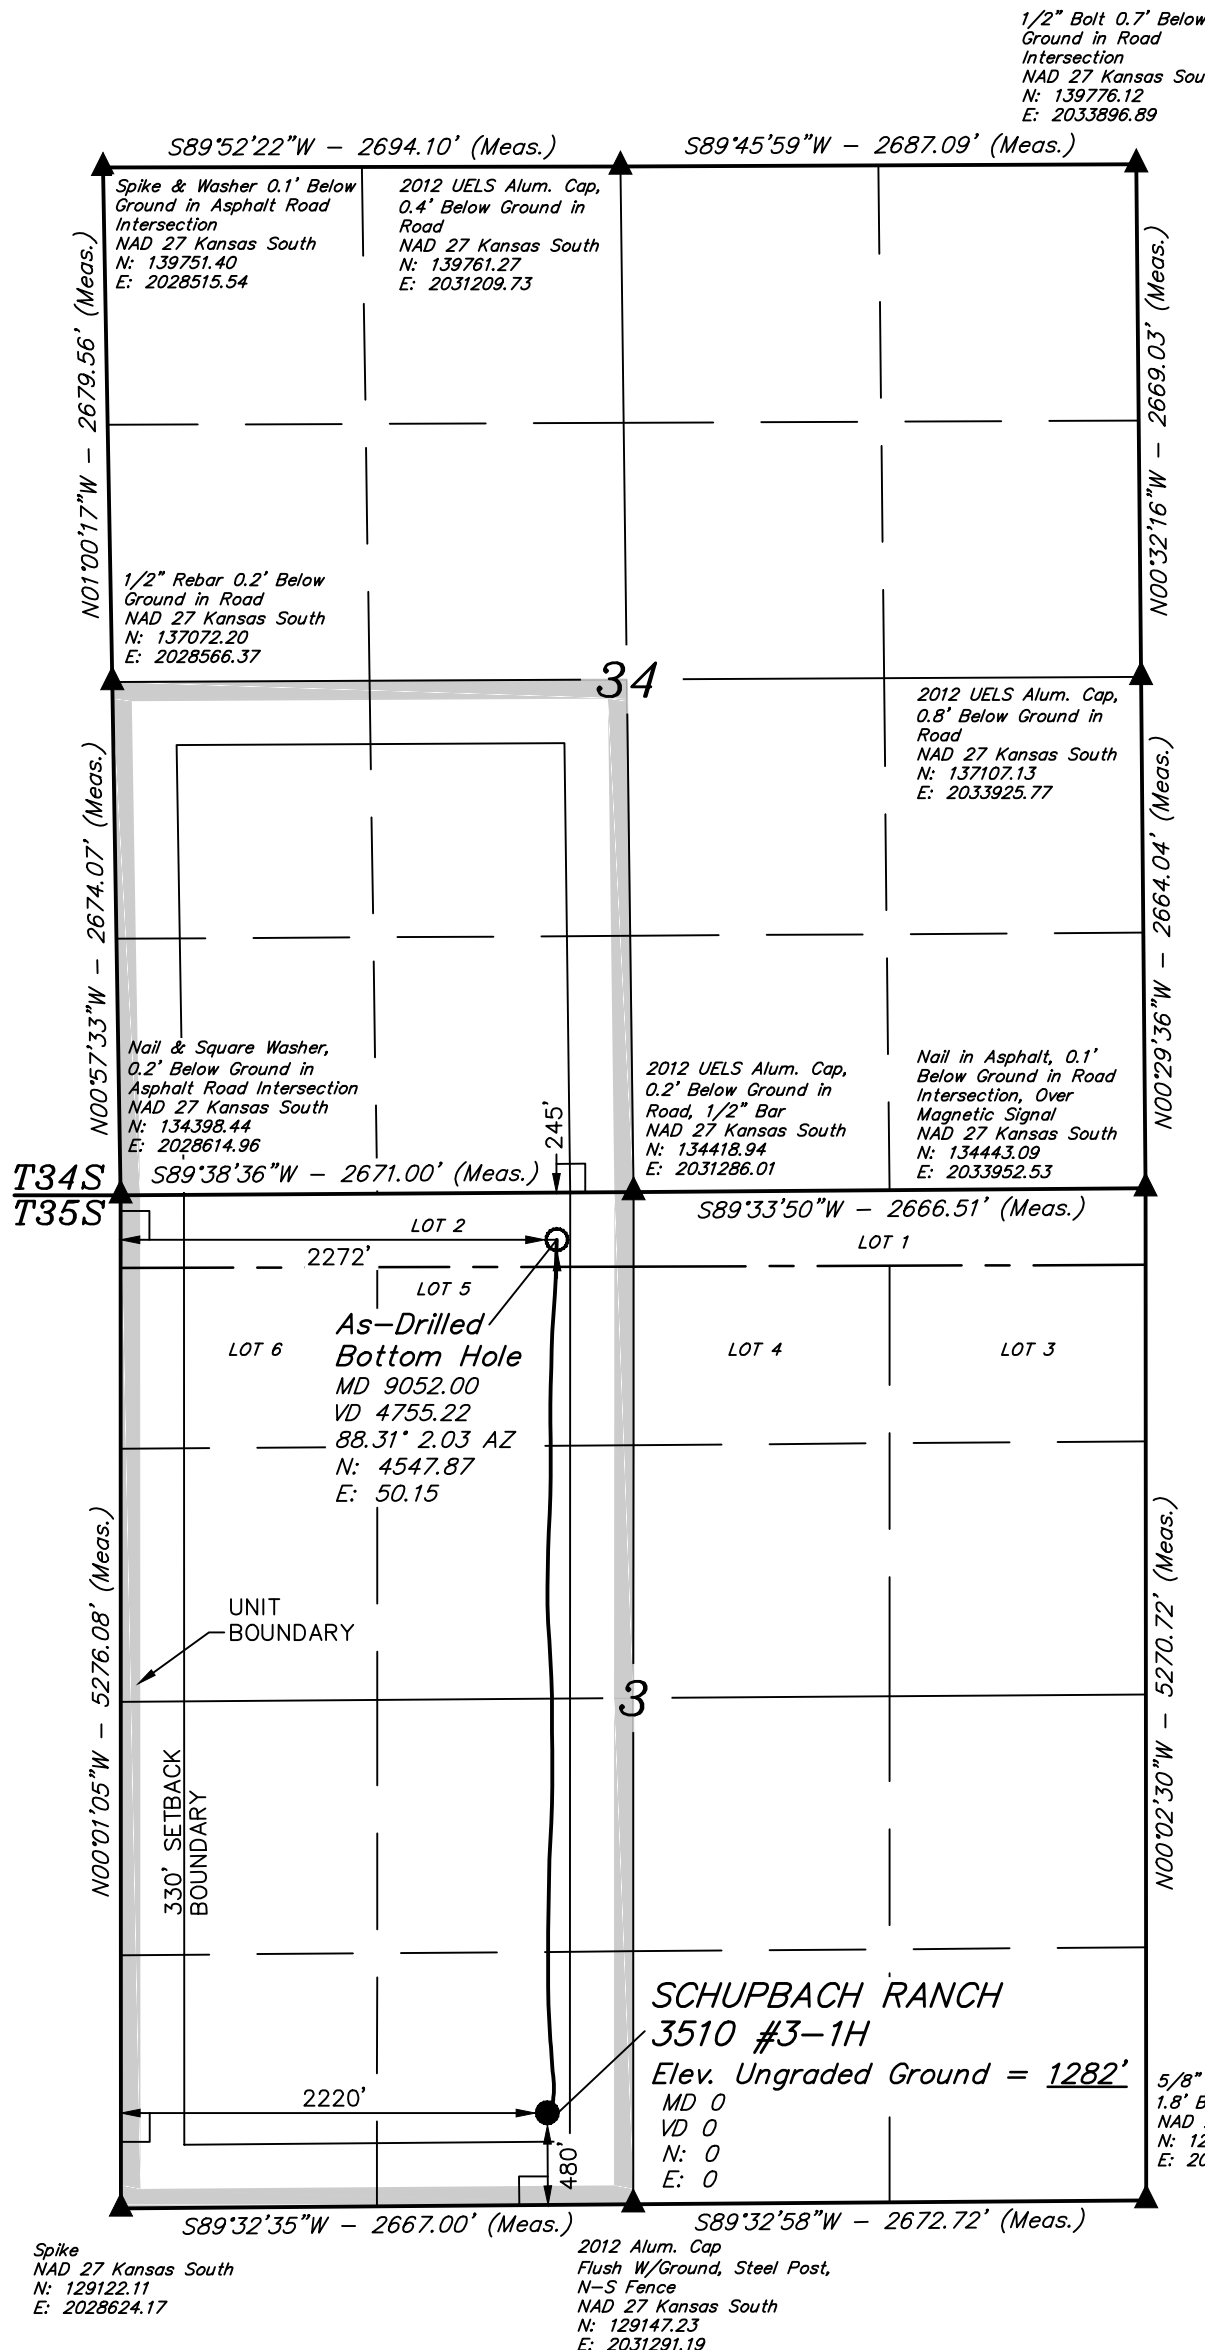 1/2" Bolt 0.7' Below
Ground in Road
Intersection
NAD 27 Kansas Sou
N: 139776.12
E: 2033896.89
S89°52'22"W - 2694.10' (Meas.)
S89°45'59"W - 2687.09' (Meas.)
Spike & Washer 0.1' Below
Ground in Asphalt Road
Intersection
NAD 27 Kansas South
N: 139751.40
E: 2028515.54
2012 UELS Alum. Cap,
0.4' Below Ground in
Road
NAD 27 Kansas South
N: 139761.27
E: 2031209.73
N01°00'17"W - 2679.56' (Meas.)
N00°32'16"W - 2669.03' (Meas.)
1/2" Rebar 0.2' Below
Ground in Road
NAD 27 Kansas South
N: 137072.20
E: 2028566.37
34
2012 UELS Alum. Cap,
0.8' Below Ground in
Road
NAD 27 Kansas South
N: 137107.13
E: 2033925.77
N00°57'33"W - 2674.07' (Meas.)
N00°29'36"W - 2664.04' (Meas.)
Nail & Square Washer,
0.2' Below Ground in
Asphalt Road Intersection
NAD 27 Kansas South
N: 134398.44
E: 2028614.96
245'
2012 UELS Alum. Cap,
0.2' Below Ground in
Road, 1/2" Bar
NAD 27 Kansas South
N: 134418.94
E: 2031286.01
Nail in Asphalt, 0.1'
Below Ground in Road
Intersection, Over
Magnetic Signal
NAD 27 Kansas South
N: 134443.09
E: 2033952.53
T34S
T35S
S89°38'36"W - 2671.00' (Meas.)
S89°33'50"W - 2666.51' (Meas.)
LOT 2
LOT 1
2272'
LOT 5
LOT 6
LOT 4
LOT 3
As-Drilled
Bottom Hole
MD 9052.00
VD 4755.22
88.31° 2.03 AZ
N: 4547.87
E: 50.15
N00°01'05"W - 5276.08' (Meas.)
N00°02'30"W - 5270.72' (Meas.)
UNIT
BOUNDARY
3
330' SETBACK
BOUNDARY
SCHUPBACH RANCH
3510 #3-1H
Elev. Ungraded Ground = 1282'
MD 0
VD 0
N: 0
E: 0
2220'
480'
5/8"
1.8' B
NAD
N: 12
E: 20
S89°32'35"W - 2667.00' (Meas.)
S89°32'58"W - 2672.72' (Meas.)
Spike
NAD 27 Kansas South
N: 129122.11
E: 2028624.17
2012 Alum. Cap
Flush W/Ground, Steel Post,
N-S Fence
NAD 27 Kansas South
N: 129147.23
E: 2031291.19